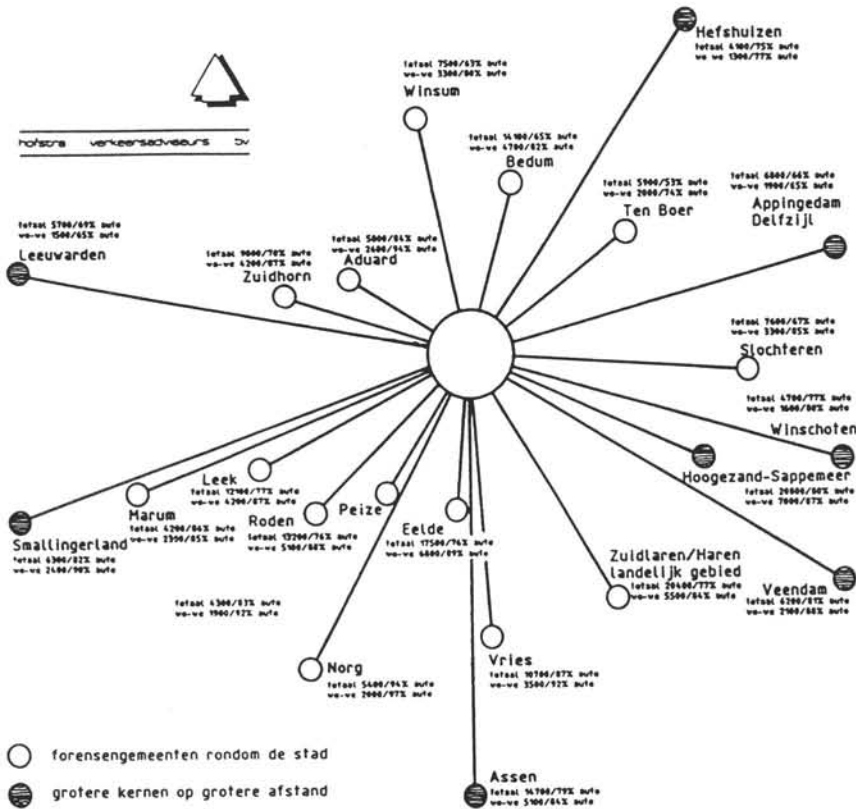 Hefshuizen
totaal 4100/75% auto
wo-we 1300/77% auto
totaal 7500/63% auto
wo-we 3300/80% auto
Winsum
hofstra verkeersadviseurs bv
totaal 14100/65% auto
wo-we 4700/82% auto
Bedum
totaal 5900/53% auto
wo-we 2000/74% auto
Ten Boer
totaal 6800/66% auto
wo-we 1900/65% auto
Appingedam
Delfzijl
totaal 5700/69% auto
wo-we 1500/65% auto
Leeuwarden
totaal 9000/78% auto
wo-we 4200/87% auto
Zuidhorn
totaal 5000/84% auto
wo-we 2600/94% auto
Aduard
totaal 7600/67% auto
wo-we 3300/85% auto
Slochteren
totaal 4700/77% auto
wo-we 1600/80% auto
Winschoten
Hoogezand-Sappemeer
totaal 20800/80% auto
wo-we 7000/87% auto
Leek
totaal 12100/77% auto
wo-we 4200/87% auto
Marum
totaal 4200/84% auto
wo-we 2350/85% auto
Smallingerland
totaal 6300/82% auto
wo-we 2400/90% auto
Roden
totaal 13200/76% auto
wo-we 5100/88% auto
Peize
Eelde
totaal 17500/76% auto
wo-we 6800/89% auto
Zuidlaren/Haren
landelijk gebied
totaal 20400/77% auto
wo-we 5500/84% auto
Veendam
totaal 6200/81% auto
wo-we 2100/88% auto
totaal 4300/83% auto
wo-we 1900/92% auto
Norg
totaal 5400/94% auto
wo-we 2000/97% auto
Vries
totaal 10700/87% auto
wo-we 3500/92% auto
Assen
totaal 14700/79% auto
wo-we 5100/84% auto
forensengemeenten rondom de stad
grotere kernen op grotere afstand